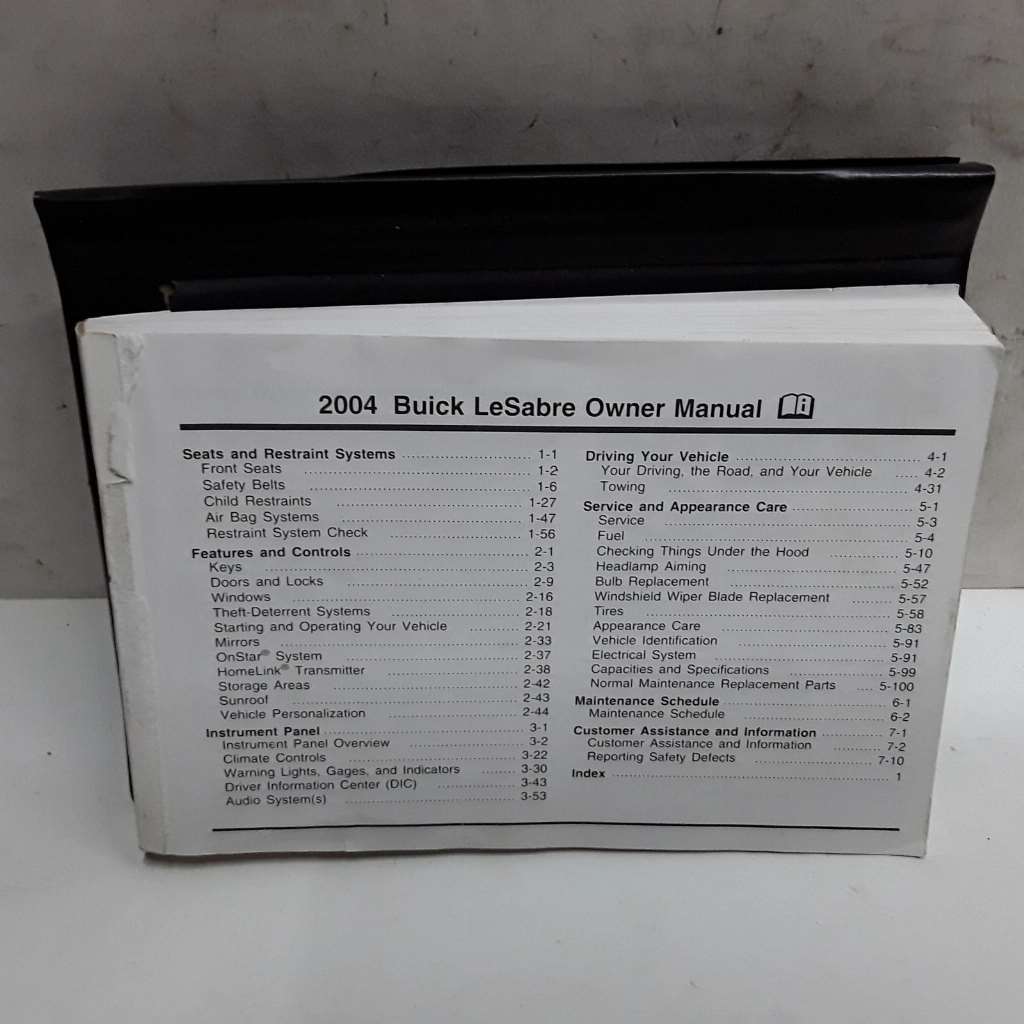 2004 Buick LeSabre Owner Manual
Seats and Restraint Systems ........ 1-1
Front Seats ........ 1-2
Safety Belts ........ 1-6
Child Restraints ........ 1-27
Air Bag Systems ........ 1-47
Restraint System Check ........ 1-56
Features and Controls ........ 2-1
Keys ........ 2-3
Doors and Locks ........ 2-9
Windows ........ 2-16
Theft-Deterrent Systems ........ 2-18
Starting and Operating Your Vehicle ........ 2-21
Mirrors ........ 2-33
OnStar® System ........ 2-37
HomeLink® Transmitter ........ 2-38
Storage Areas ........ 2-42
Sunroof ........ 2-43
Vehicle Personalization ........ 2-44
Instrument Panel ........ 3-1
Instrument Panel Overview ........ 3-2
Climate Controls ........ 3-22
Warning Lights, Gages, and Indicators ........ 3-30
Driver Information Center (DIC) ........ 3-43
Audio System(s) ........ 3-53
Driving Your Vehicle ........ 4-1
Your Driving, the Road, and Your Vehicle ..... 4-2
Towing ........ 4-31
Service and Appearance Care ........ 5-1
Service ........ 5-3
Fuel ........ 5-4
Checking Things Under the Hood ........ 5-10
Headlamp Aiming ........ 5-47
Bulb Replacement ........ 5-52
Windshield Wiper Blade Replacement ........ 5-57
Tires ........ 5-58
Appearance Care ........ 5-83
Vehicle Identification ........ 5-91
Electrical System ........ 5-91
Capacities and Specifications ........ 5-99
Normal Maintenance Replacement Parts .... 5-100
Maintenance Schedule ........ 6-1
Maintenance Schedule ........ 6-2
Customer Assistance and Information ........ 7-1
Customer Assistance and Information ........ 7-2
Reporting Safety Defects ........ 7-10
Index ........ 1